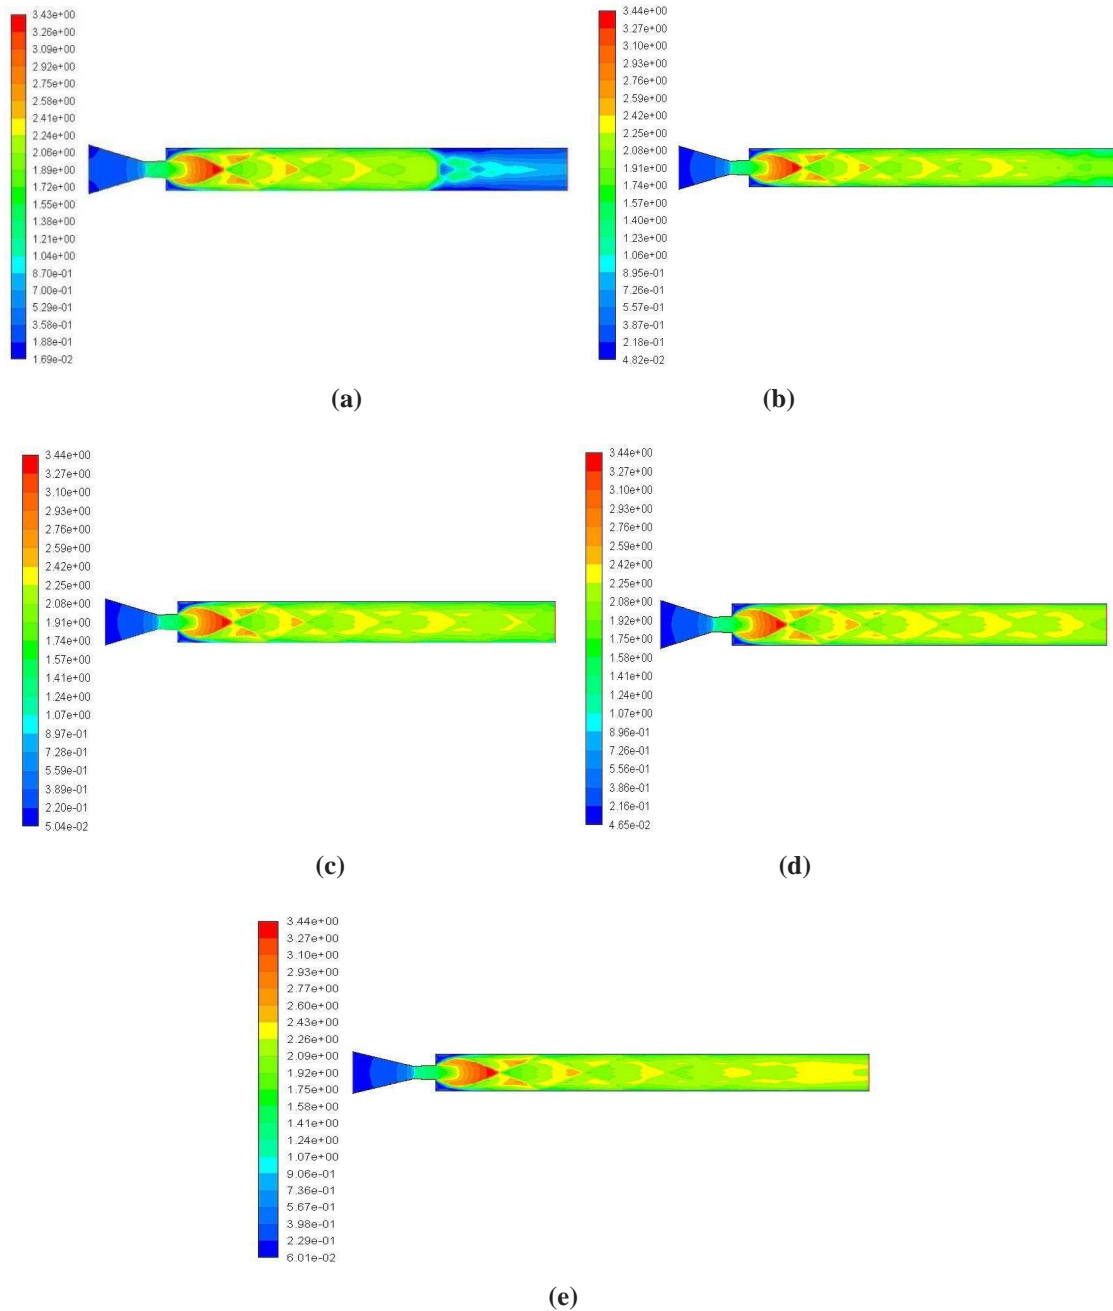 3.43e+00
3.26e+00
3.09e+00
2.92e+00
2.75e+00
2.58e+00
2.41e+00
2.24e+00
2.06e+00
1.89e+00
1.72e+00
1.55e+00
1.38e+00
1.21e+00
1.04e+00
8.70e-01
7.00e-01
5.29e-01
3.58e-01
1.88e-01
1.69e-02
(a)
3.44e+00
3.27e+00
3.10e+00
2.93e+00
2.76e+00
2.59e+00
2.42e+00
2.25e+00
2.08e+00
1.91e+00
1.74e+00
1.57e+00
1.40e+00
1.23e+00
1.06e+00
8.95e-01
7.26e-01
5.57e-01
3.87e-01
2.18e-01
4.82e-02
(b)
3.44e+00
3.27e+00
3.10e+00
2.93e+00
2.76e+00
2.59e+00
2.42e+00
2.25e+00
2.08e+00
1.91e+00
1.74e+00
1.57e+00
1.41e+00
1.24e+00
1.07e+00
8.97e-01
7.28e-01
5.59e-01
3.89e-01
2.20e-01
5.04e-02
(c)
3.44e+00
3.27e+00
3.10e+00
2.93e+00
2.76e+00
2.59e+00
2.42e+00
2.25e+00
2.08e+00
1.92e+00
1.75e+00
1.58e+00
1.41e+00
1.24e+00
1.07e+00
8.96e-01
7.26e-01
5.56e-01
3.86e-01
2.16e-01
4.65e-02
(d)
3.44e+00
3.27e+00
3.10e+00
2.93e+00
2.77e+00
2.60e+00
2.43e+00
2.26e+00
2.09e+00
1.92e+00
1.75e+00
1.58e+00
1.41e+00
1.24e+00
1.07e+00
9.06e-01
7.36e-01
5.67e-01
3.98e-01
2.29e-01
6.01e-02
(e)